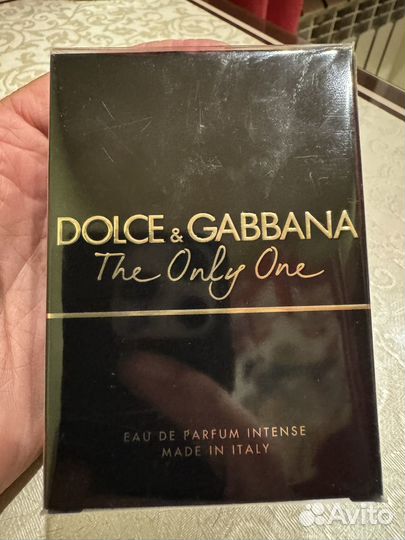 DOLCE & GABBANA
The Only One
EAU DE PARFUM INTENSE
MADE IN ITALY
Avito